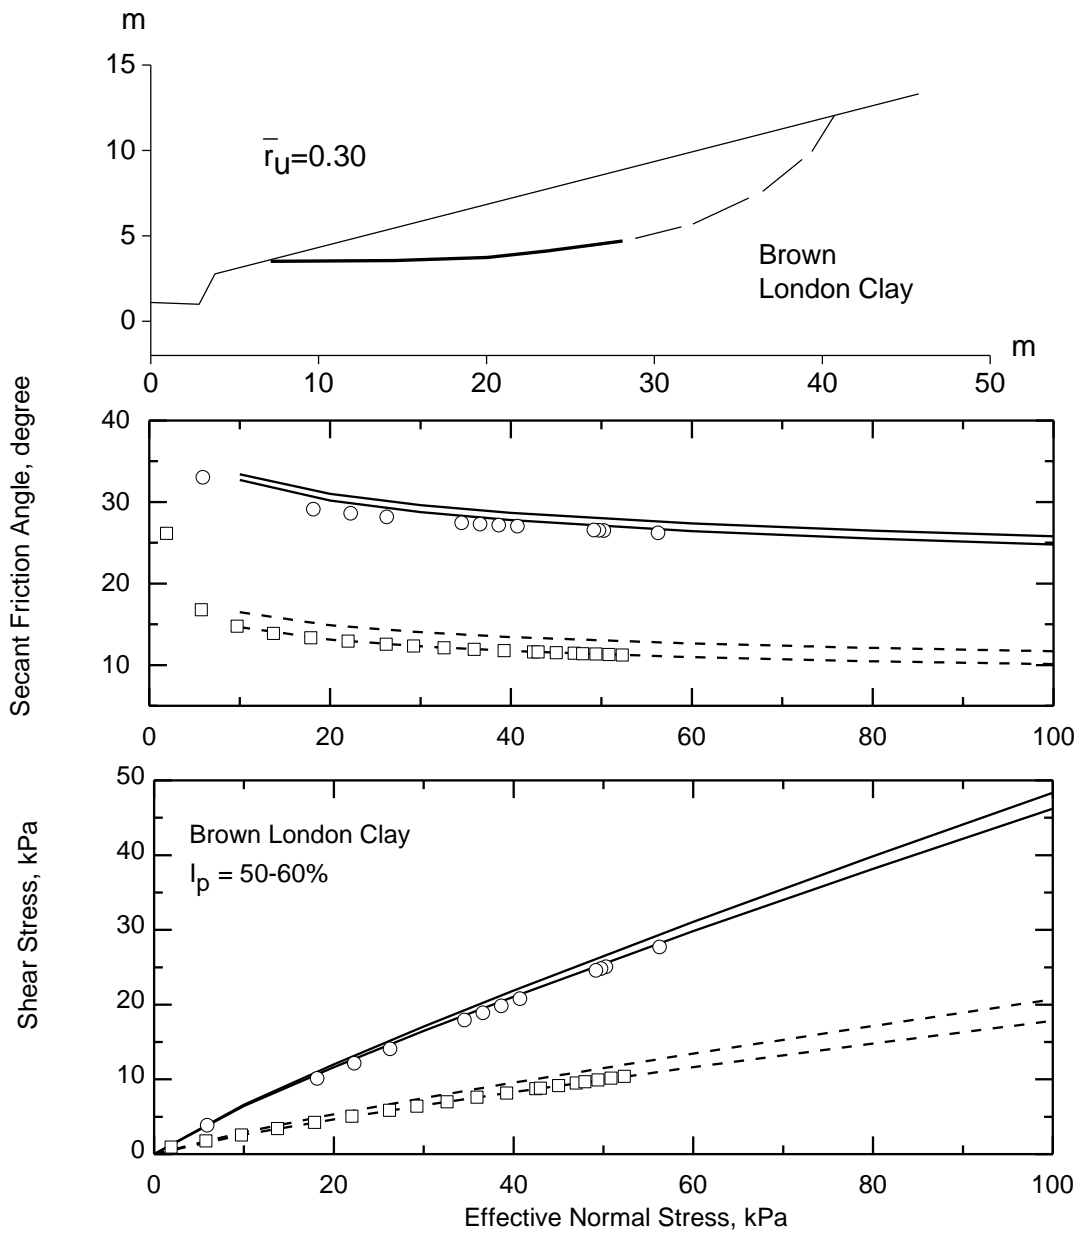 m
15
r̅u=0.30
10
5
Brown
London Clay
0
m
0 10 20 30 40 50
Secant Friction Angle, degree
40
30
20
10
0 20 40 60 80 100
Shear Stress, kPa
50
Brown London Clay
40
Ip = 50-60%
30
20
10
0
0 20 40 60 80 100
Effective Normal Stress, kPa